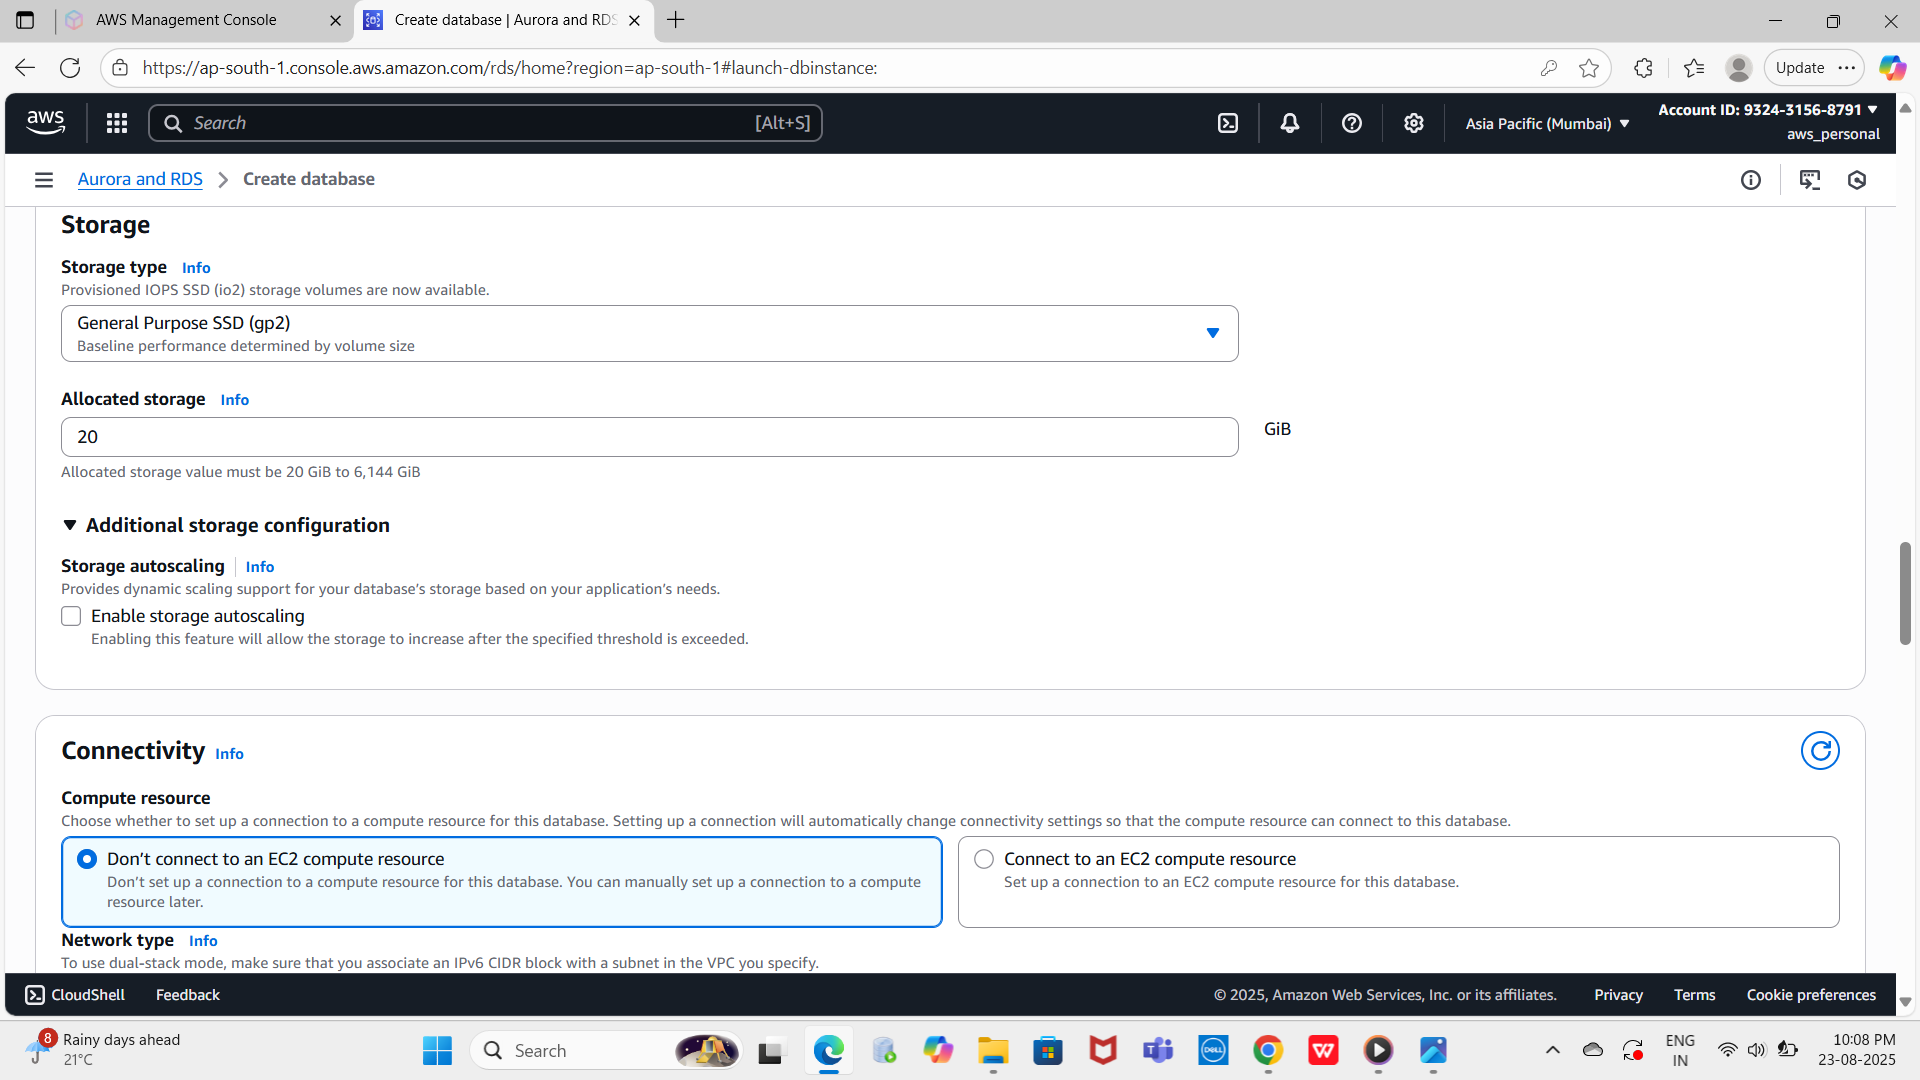 AWS Management Console
Create database | Aurora and RDS
https://ap-south-1.console.aws.amazon.com/rds/home?region=ap-south-1#launch-dbinstance:
Update
aws
Search
[Alt+S]
Asia Pacific (Mumbai)
Account ID: 9324-3156-8791
aws_personal
Aurora and RDS
Create database
Storage
Storage type Info
Provisioned IOPS SSD (io2) storage volumes are now available.
General Purpose SSD (gp2)
Baseline performance determined by volume size
Allocated storage Info
20
GiB
Allocated storage value must be 20 GiB to 6,144 GiB
Additional storage configuration
Storage autoscaling Info
Provides dynamic scaling support for your database's storage based on your application's needs.
Enable storage autoscaling
Enabling this feature will allow the storage to increase after the specified threshold is exceeded.
Connectivity Info
Compute resource
Choose whether to set up a connection to a compute resource for this database. Setting up a connection will automatically change connectivity settings so that the compute resource can connect to this database.
Don't connect to an EC2 compute resource
Don't set up a connection to a compute resource for this database. You can manually set up a connection to a compute
resource later.
Connect to an EC2 compute resource
Set up a connection to an EC2 compute resource for this database.
Network type Info
To use dual-stack mode, make sure that you associate an IPv6 CIDR block with a subnet in the VPC you specify.
CloudShell
Feedback
© 2025, Amazon Web Services, Inc. or its affiliates.
Privacy
Terms
Cookie preferences
8
Rainy days ahead
21°C
Search
DELL
W
ENG
IN
10:08 PM
23-08-2025